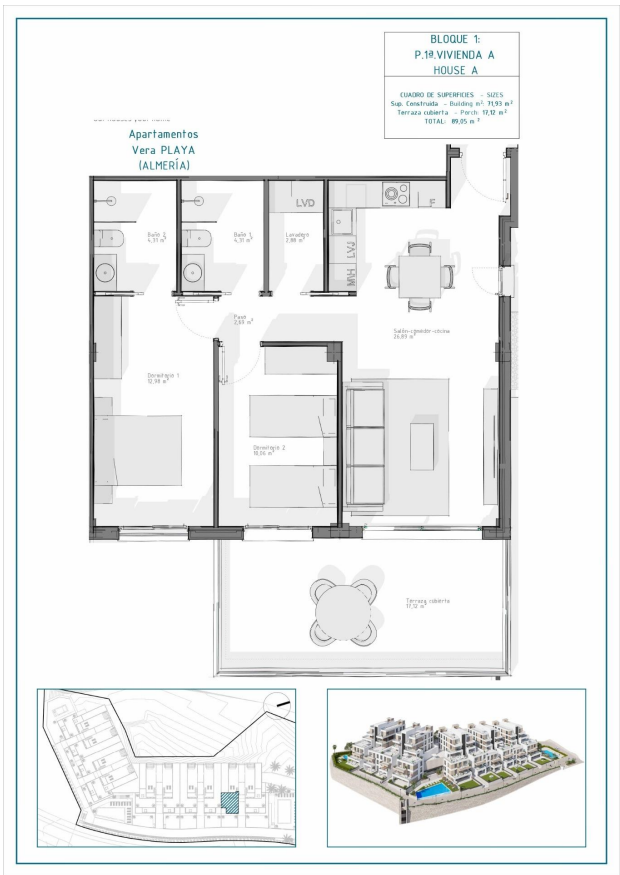 BLOQUE 1:
P.1ª.VIVIENDA A
HOUSE A
CUADRO DE SUPERFICIES - SIZES
Sup. Construida - Building m²: 71,93 m²
Terraza cubierta - Porch: 17,12 m²
TOTAL: 89,05 m²
Apartamentos
Vera PLAYA
(ALMERÍA)
LVD
Baño 2
4,31 m²
Baño 1
4,31 m²
Lavadero
2,88 m²
LVJ
MWH
Pasil
2,69 m²
Salón-comedor-cocina
26,89 m²
Dormitorio 1
12,98 m²
Dormitorio 2
10,06 m²
Terraza cubierta
17,12 m²